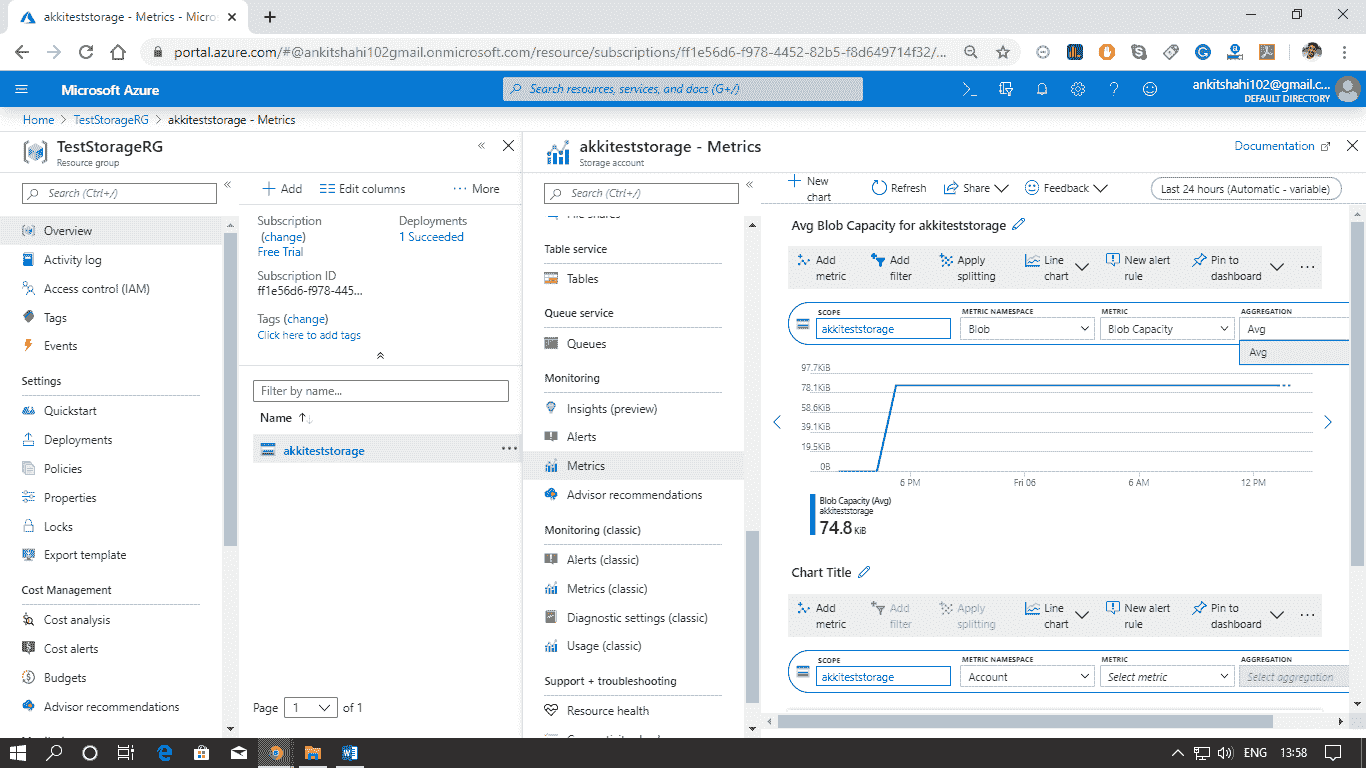 akkiteststorage - Metrics - Micros
portal.azure.com/#@ankitshahi102gmail.onmicrosoft.com/resource/subscriptions/ff1e56d6-f978-4452-82b5-f8d649714f32/...
Microsoft Azure
Search resources, services, and docs (G+/)
ankitshahi102@gmail.c...
DEFAULT DIRECTORY
Home > TestStorageRG > akkiteststorage - Metrics
TestStorageRG
Resource group
Search (Ctrl+/)
Overview
Activity log
Access control (IAM)
Tags
Events
Settings
Quickstart
Deployments
Policies
Properties
Locks
Export template
Cost Management
Cost analysis
Cost alerts
Budgets
Advisor recommendations
Add Edit columns ... More
Subscription
(change)
Free Trial
Deployments
1 Succeeded
Subscription ID
ff1e56d6-f978-445...
Tags (change)
Click here to add tags
Filter by name...
Name
akkiteststorage ...
Page 1 of 1
akkiteststorage - Metrics
Storage account
Documentation
Search (Ctrl+/)
File shares
Table service
Tables
Queue service
Queues
Monitoring
Insights (preview)
Alerts
Metrics
Advisor recommendations
Monitoring (classic)
Alerts (classic)
Metrics (classic)
Diagnostic settings (classic)
Usage (classic)
Support + troubleshooting
Resource health
New chart Refresh Share Feedback Last 24 hours (Automatic - variable)
Avg Blob Capacity for akkiteststorage
Add metric Add filter Apply splitting Line chart New alert rule Pin to dashboard ...
SCOPE METRIC NAMESPACE METRIC AGGREGATION
akkiteststorage Blob Blob Capacity Avg
Avg
97.7KiB
78.1KiB
58.6KiB
39.1KiB
19.5KiB
0B
6 PM Fri 06 6 AM 12 PM
Blob Capacity (Avg)
akkiteststorage
74.8 KiB
Chart Title
Add metric Add filter Apply splitting Line chart New alert rule Pin to dashboard ...
SCOPE METRIC NAMESPACE METRIC AGGREGATION
akkiteststorage Account Select metric Select aggregation
ENG 13:58